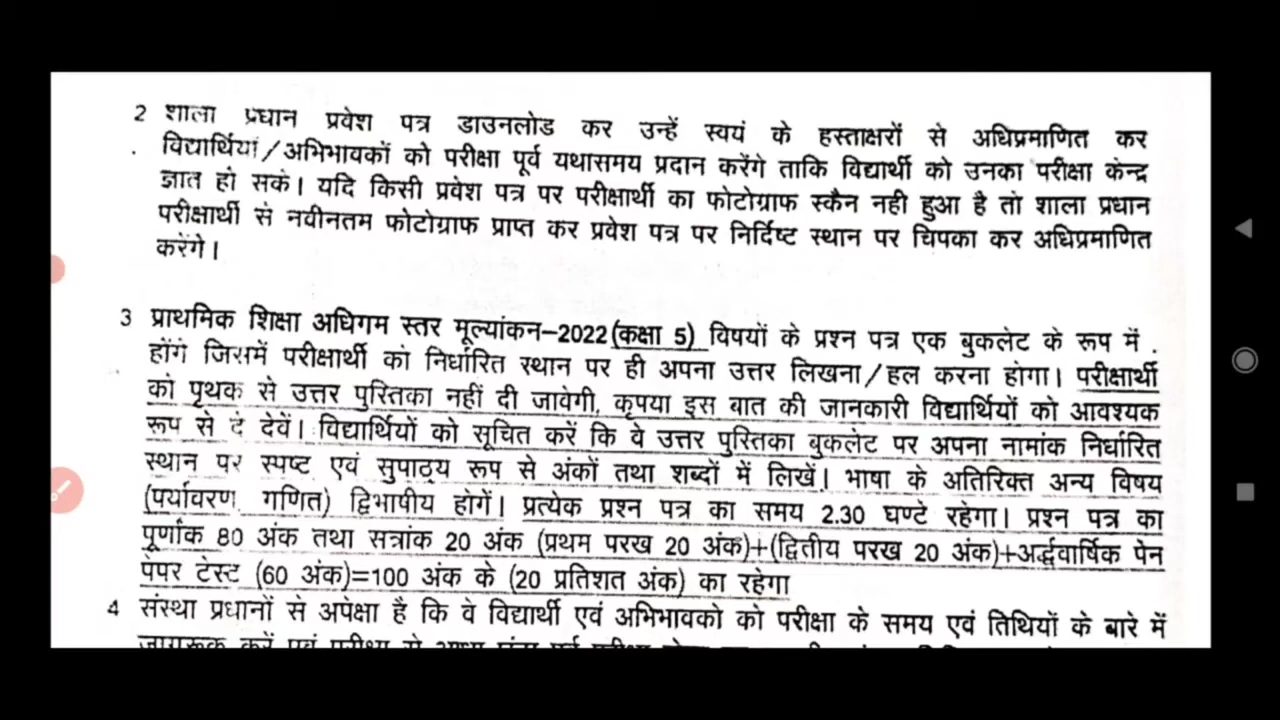 2 शाला प्रधान प्रवेश पत्र डाउनलोड कर उन्हें स्वयं के हस्ताक्षरों से अधिप्रमाणित कर
विद्यार्थियों/अभिभावकों को परीक्षा पूर्व यथासमय प्रदान करेंगे ताकि विद्यार्थी को उनका परीक्षा केन्द्र
ज्ञात हो सके। यदि किसी प्रवेश पत्र पर परीक्षार्थी का फोटोग्राफ स्कैन नही हुआ है तो शाला प्रधान
परीक्षार्थी से नवीनतम फोटोग्राफ प्राप्त कर प्रवेश पत्र पर निर्दिष्ट स्थान पर चिपका कर अधिप्रमाणित
करेंगे।
3 प्राथमिक शिक्षा अधिगम स्तर मूल्यांकन–2022 (कक्षा 5) विषयों के प्रश्न पत्र एक बुकलेट के रूप में
होंगे जिसमें परीक्षार्थी को निर्धारित स्थान पर ही अपना उत्तर लिखना/हल करना होगा। परीक्षार्थी
को पृथक से उत्तर पुस्तिका नहीं दी जावेगी, कृपया इस बात की जानकारी विद्यार्थियों को आवश्यक
रूप से दे देवें। विद्यार्थियों को सूचित करें कि वे उत्तर पुस्तिका बुकलेट पर अपना नामांक निर्धारित
स्थान पर स्पष्ट एवं सुपाठ्य रूप से अंकों तथा शब्दों में लिखें। भाषा के अतिरिक्त अन्य विषय
(पर्यावरण, गणित) द्विभाषीय होगें। प्रत्येक प्रश्न पत्र का समय 2.30 घण्टे रहेगा। प्रश्न पत्र का
पूर्णांक 80 अंक तथा सत्रांक 20 अंक (प्रथम परख 20 अंक)+(द्वितीय परख 20 अंक)+अर्द्धवार्षिक पेन
पेपर टेस्ट (60 अंक)=100 अंक के (20 प्रतिशत अंक) का रहेगा
4 संस्था प्रधानों से अपेक्षा है कि वे विद्यार्थी एवं अभिभावको को परीक्षा के समय एवं तिथियों के बारे में
जागरूक करें एवं परीक्षा से